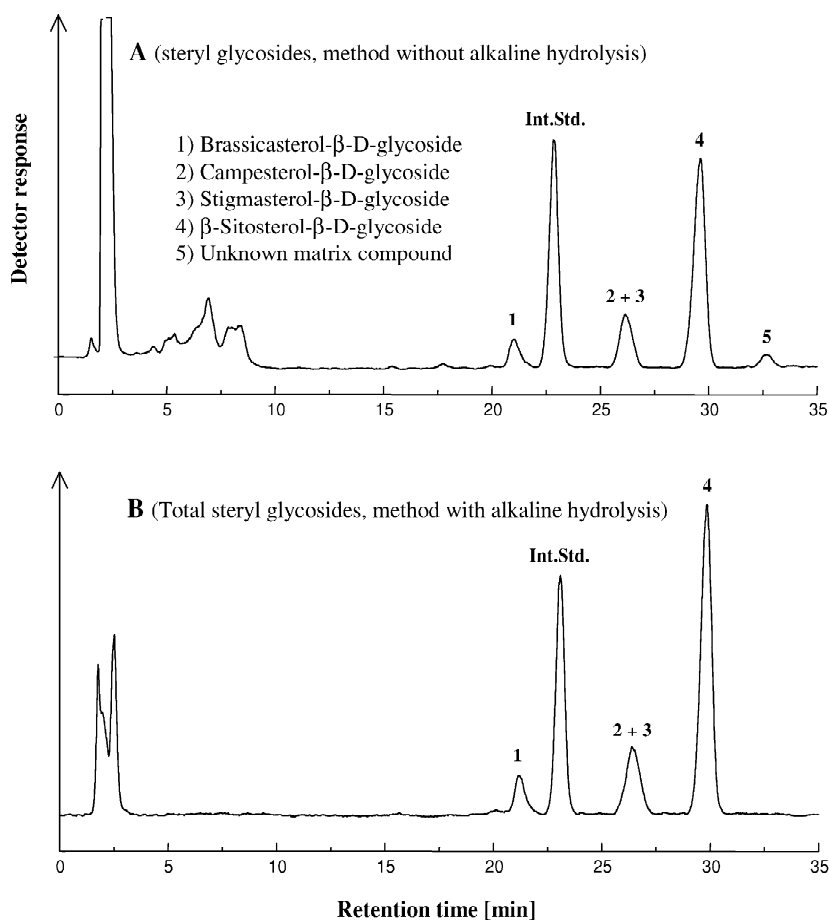 A (steryl glycosides, method without alkaline hydrolysis)
Detector response
1) Brassicasterol-β-D-glycoside
2) Campesterol-β-D-glycoside
3) Stigmasterol-β-D-glycoside
4) β-Sitosterol-β-D-glycoside
5) Unknown matrix compound
Int.Std.
4
2 + 3
1
5
0 5 10 15 20 25 30 35
B (Total steryl glycosides, method with alkaline hydrolysis)
4
Int.Std.
2 + 3
1
0 5 10 15 20 25 30 35
Retention time [min]